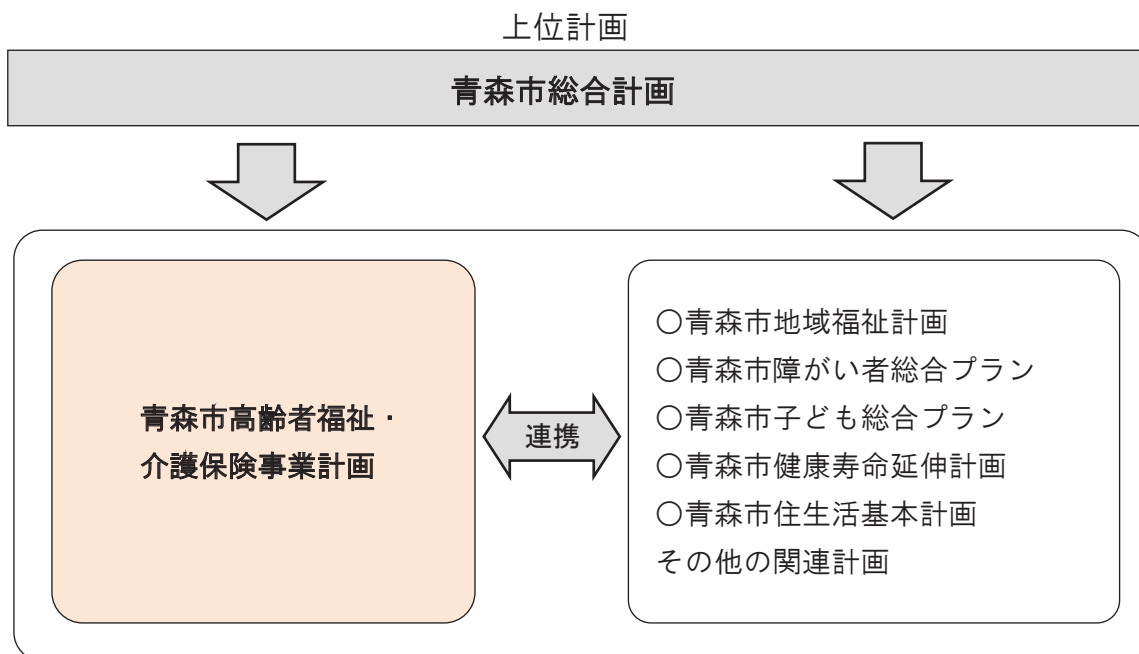 上位計画
青森市総合計画
青森市高齢者福祉・
介護保険事業計画
連携
○青森市地域福祉計画
○青森市障がい者総合プラン
○青森市子ども総合プラン
○青森市健康寿命延伸計画
○青森市住生活基本計画
その他の関連計画